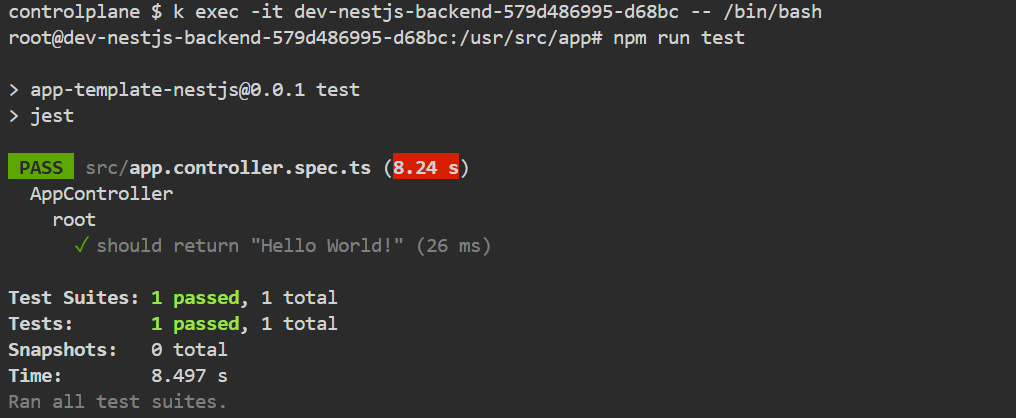 controlplane $ k exec -it dev-nestjs-backend-579d486995-d68bc -- /bin/bash
root@dev-nestjs-backend-579d486995-d68bc:/usr/src/app# npm run test
> app-template-nestjs@0.0.1 test
> jest
PASS src/app.controller.spec.ts (8.24 s)
AppController
root
✓ should return "Hello World!" (26 ms)
Test Suites: 1 passed, 1 total
Tests: 1 passed, 1 total
Snapshots: 0 total
Time: 8.497 s
Ran all test suites.